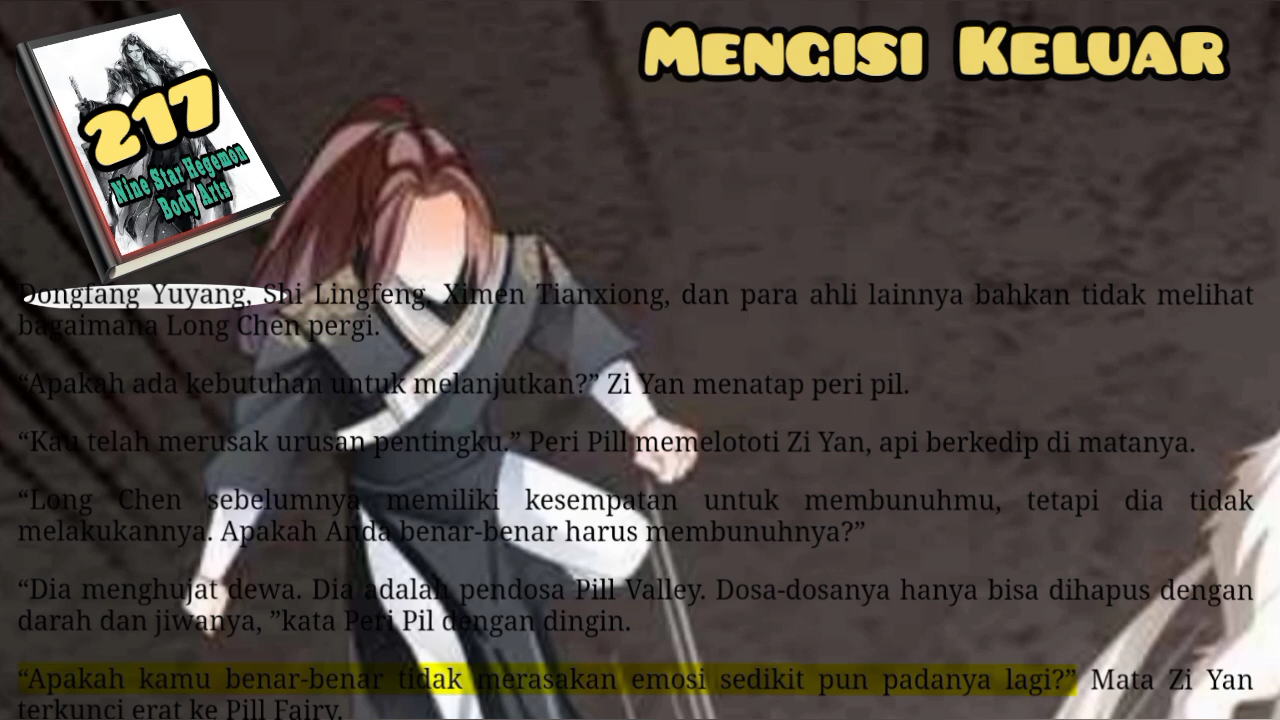 Mengisi Keluar
217
Nine Star Hegemon
Body Arts
Dongfang Yuyang, Shi Lingfeng, Ximen Tianxiong, dan para ahli lainnya bahkan tidak melihat
bagaimana Long Chen pergi.
“Apakah ada kebutuhan untuk melanjutkan?” Zi Yan menatap peri pil.
“Kau telah merusak urusan pentingku.” Peri Pill memelototi Zi Yan, api berkedip di matanya.
“Long Chen sebelumnya memiliki kesempatan untuk membunuhmu, tetapi dia tidak
melakukannya. Apakah Anda benar-benar harus membunuhnya?”
“Dia menghujat dewa. Dia adalah pendosa Pill Valley. Dosa-dosanya hanya bisa dihapus dengan
darah dan jiwanya, ”kata Peri Pil dengan dingin.
“Apakah kamu benar-benar tidak merasakan emosi sedikit pun padanya lagi?” Mata Zi Yan
terkunci erat ke Pill Fairy.